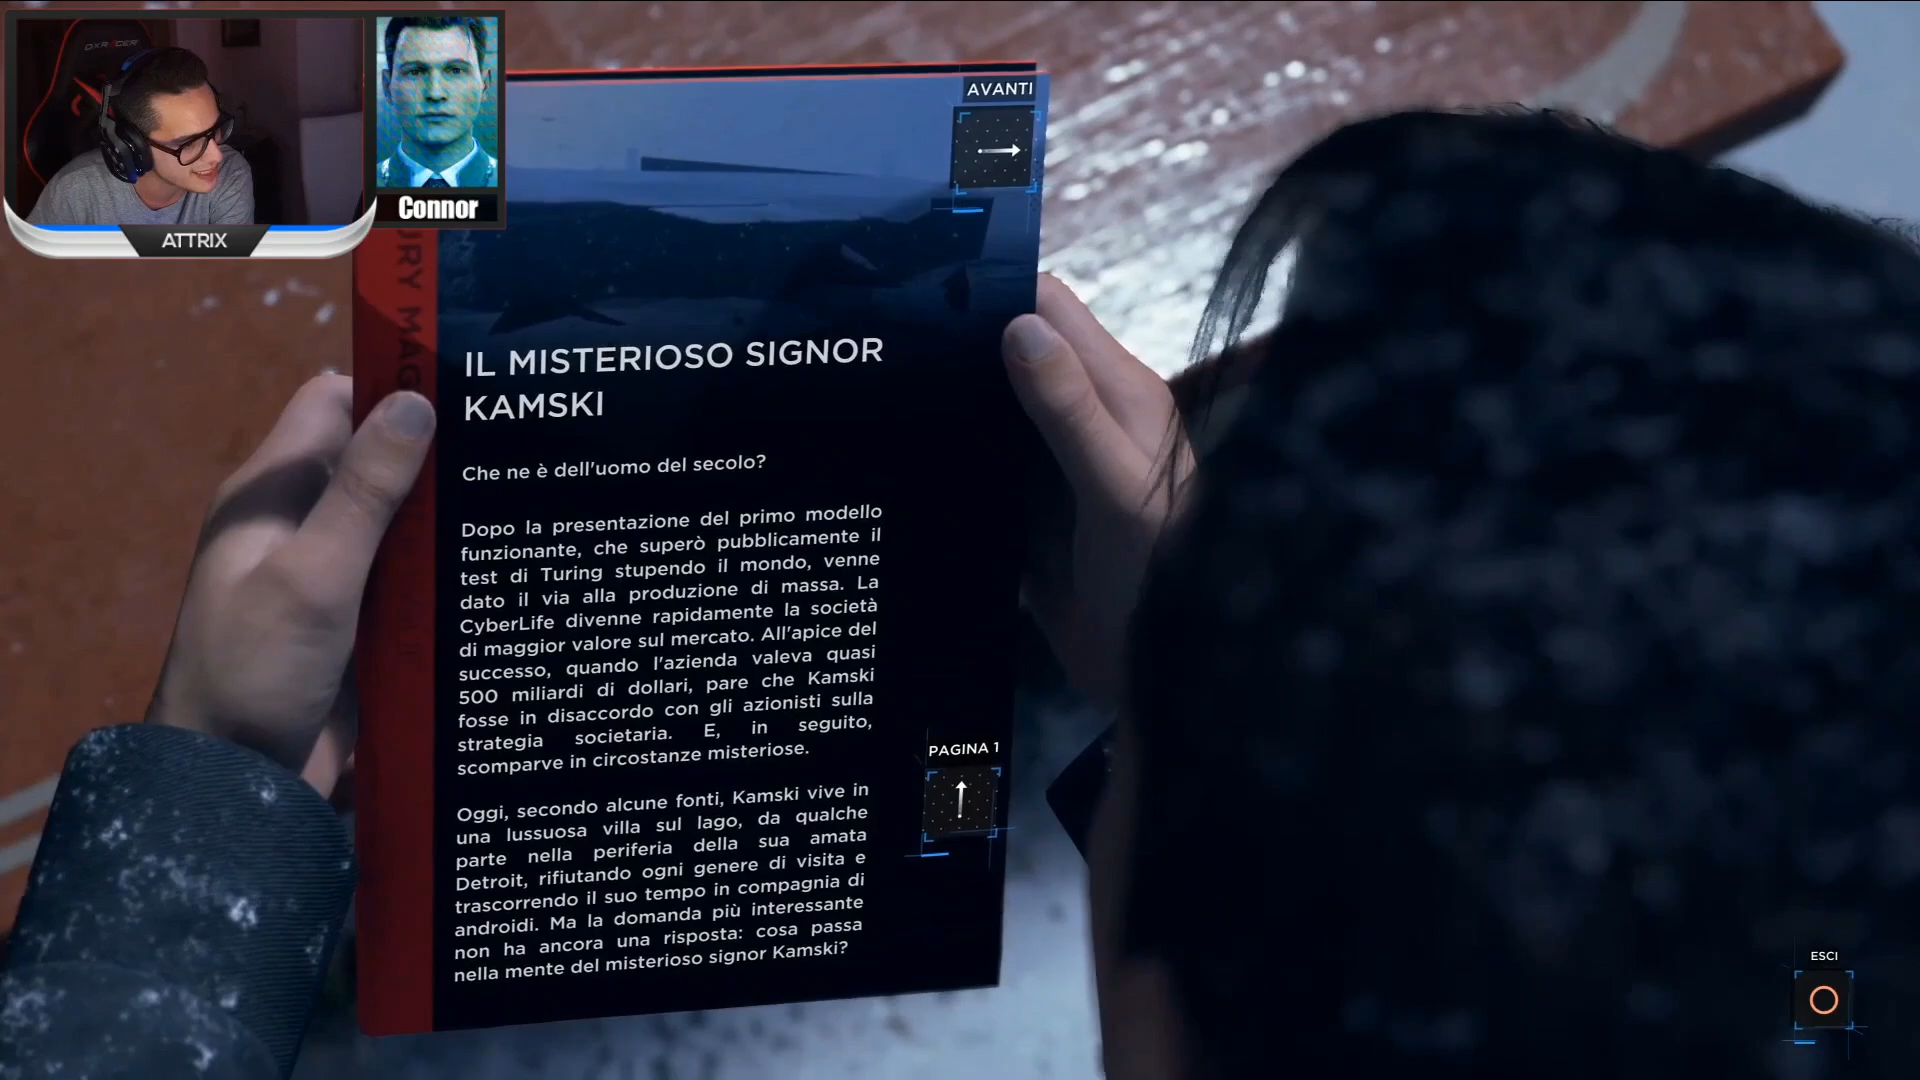 DXRACER
Connor
ATTRIX
AVANTI
URY MAG
IL MISTERIOSO SIGNOR
KAMSKI
Che ne è dell'uomo del secolo?
Dopo la presentazione del primo modello
funzionante, che superò pubblicamente il
test di Turing stupendo il mondo, venne
dato il via alla produzione di massa. La
CyberLife divenne rapidamente la società
di maggior valore sul mercato. All'apice del
successo, quando l'azienda valeva quasi
500 miliardi di dollari, pare che Kamski
fosse in disaccordo con gli azionisti sulla
strategia societaria. E, in seguito,
scomparve in circostanze misteriose.
Oggi, secondo alcune fonti, Kamski vive in
una lussuosa villa sul lago, da qualche
parte nella periferia della sua amata
Detroit, rifiutando ogni genere di visita e
trascorrendo il suo tempo in compagnia di
androidi. Ma la domanda più interessante
non ha ancora una risposta: cosa passa
nella mente del misterioso signor Kamski?
PAGINA 1
ESCI